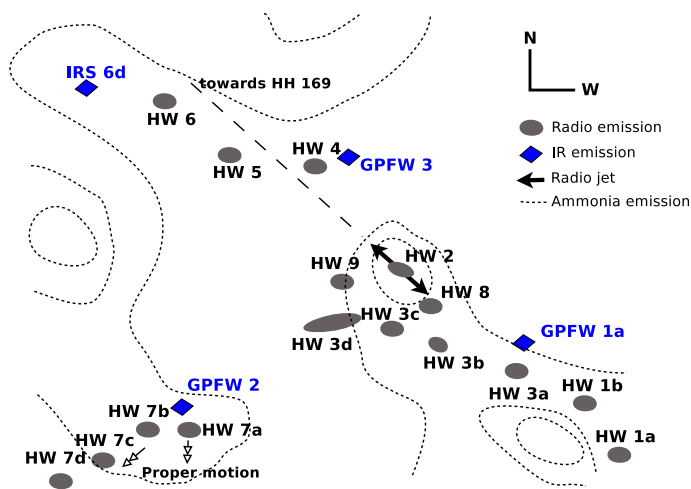 N
IRS 6d
towards HH 169
W
HW 6
Radio emission
HW 4
IR emission
HW 5
GPFW 3
Radio jet
Ammonia emission
HW 2
HW 9
HW 8
HW 3c
GPFW 1a
HW 3d
HW 3b
GPFW 2
HW 1b
HW 3a
HW 7b
HW 7a
HW 1a
HW 7c
HW 7d
Proper motion